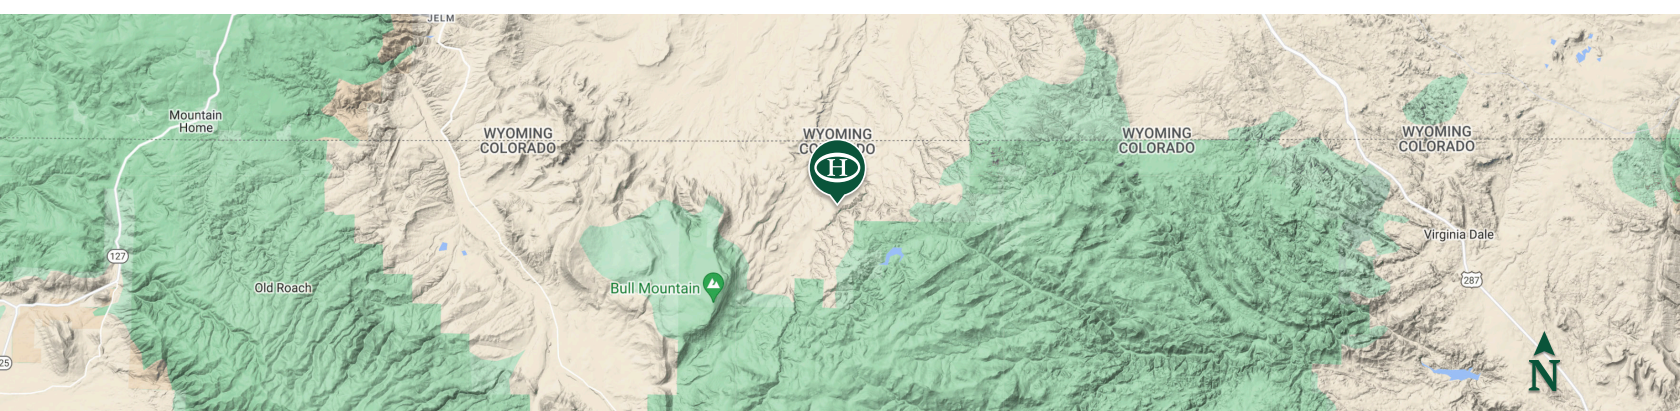 JELM
Mountain
Home
WYOMING
COLORADO
WYOMING
WYOMING
COLORADO
WYOMING
COLORADO
H
Virginia Dale
127
287
Old Roach
Bull Mountain
25
N